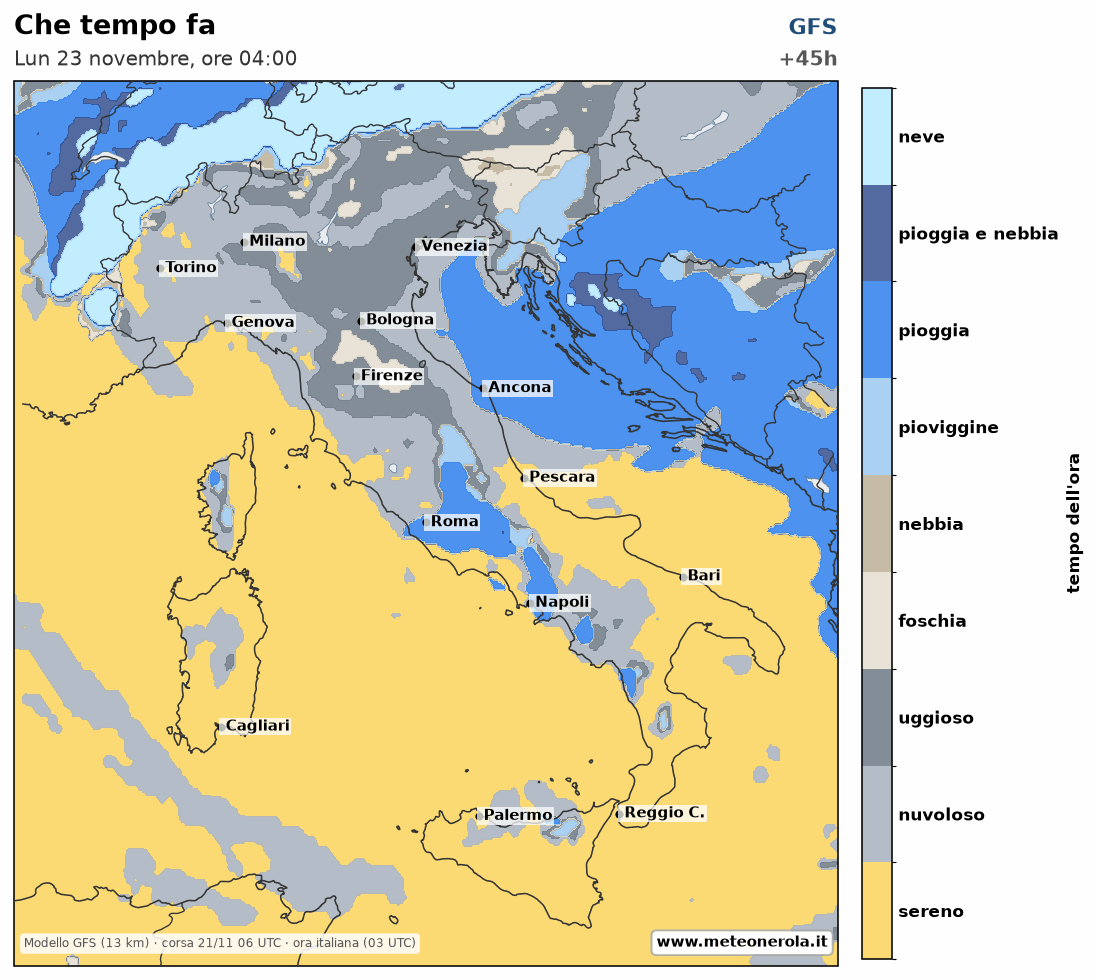 Che tempo fa
GFS
Lun 23 novembre, ore 04:00
+45h
neve
pioggia e nebbia
pioggia
pioviggine
nebbia
foschia
uggioso
nuvoloso
sereno
tempo dell'ora
Milano
Venezia
Torino
Genova
Bologna
Firenze
Ancona
Pescara
Roma
Bari
Napoli
Cagliari
Palermo
Reggio C.
Modello GFS (13 km) · corsa 21/11 06 UTC · ora italiana (03 UTC)
www.meteonerola.it